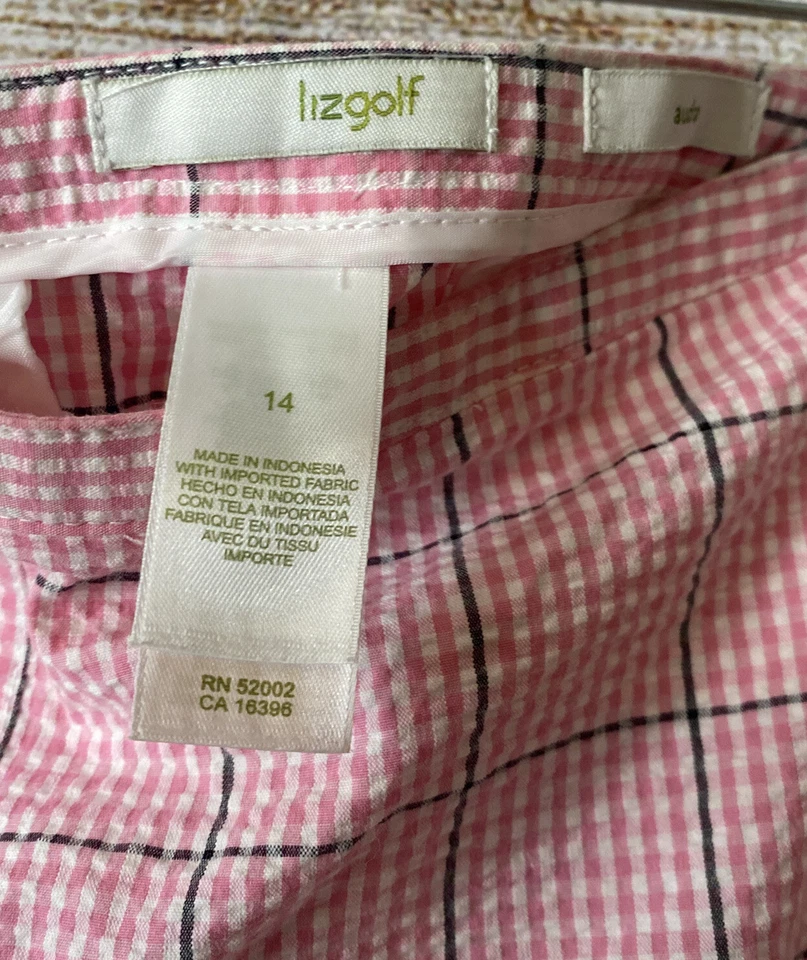 lizgolf
14
MADE IN INDONESIA
WITH IMPORTED FABRIC
HECHO EN INDONESIA
CON TELA IMPORTADA
FABRIQUE EN INDONESIE
AVEC DU TISSU
IMPORTE
RN 52002
CA 16396